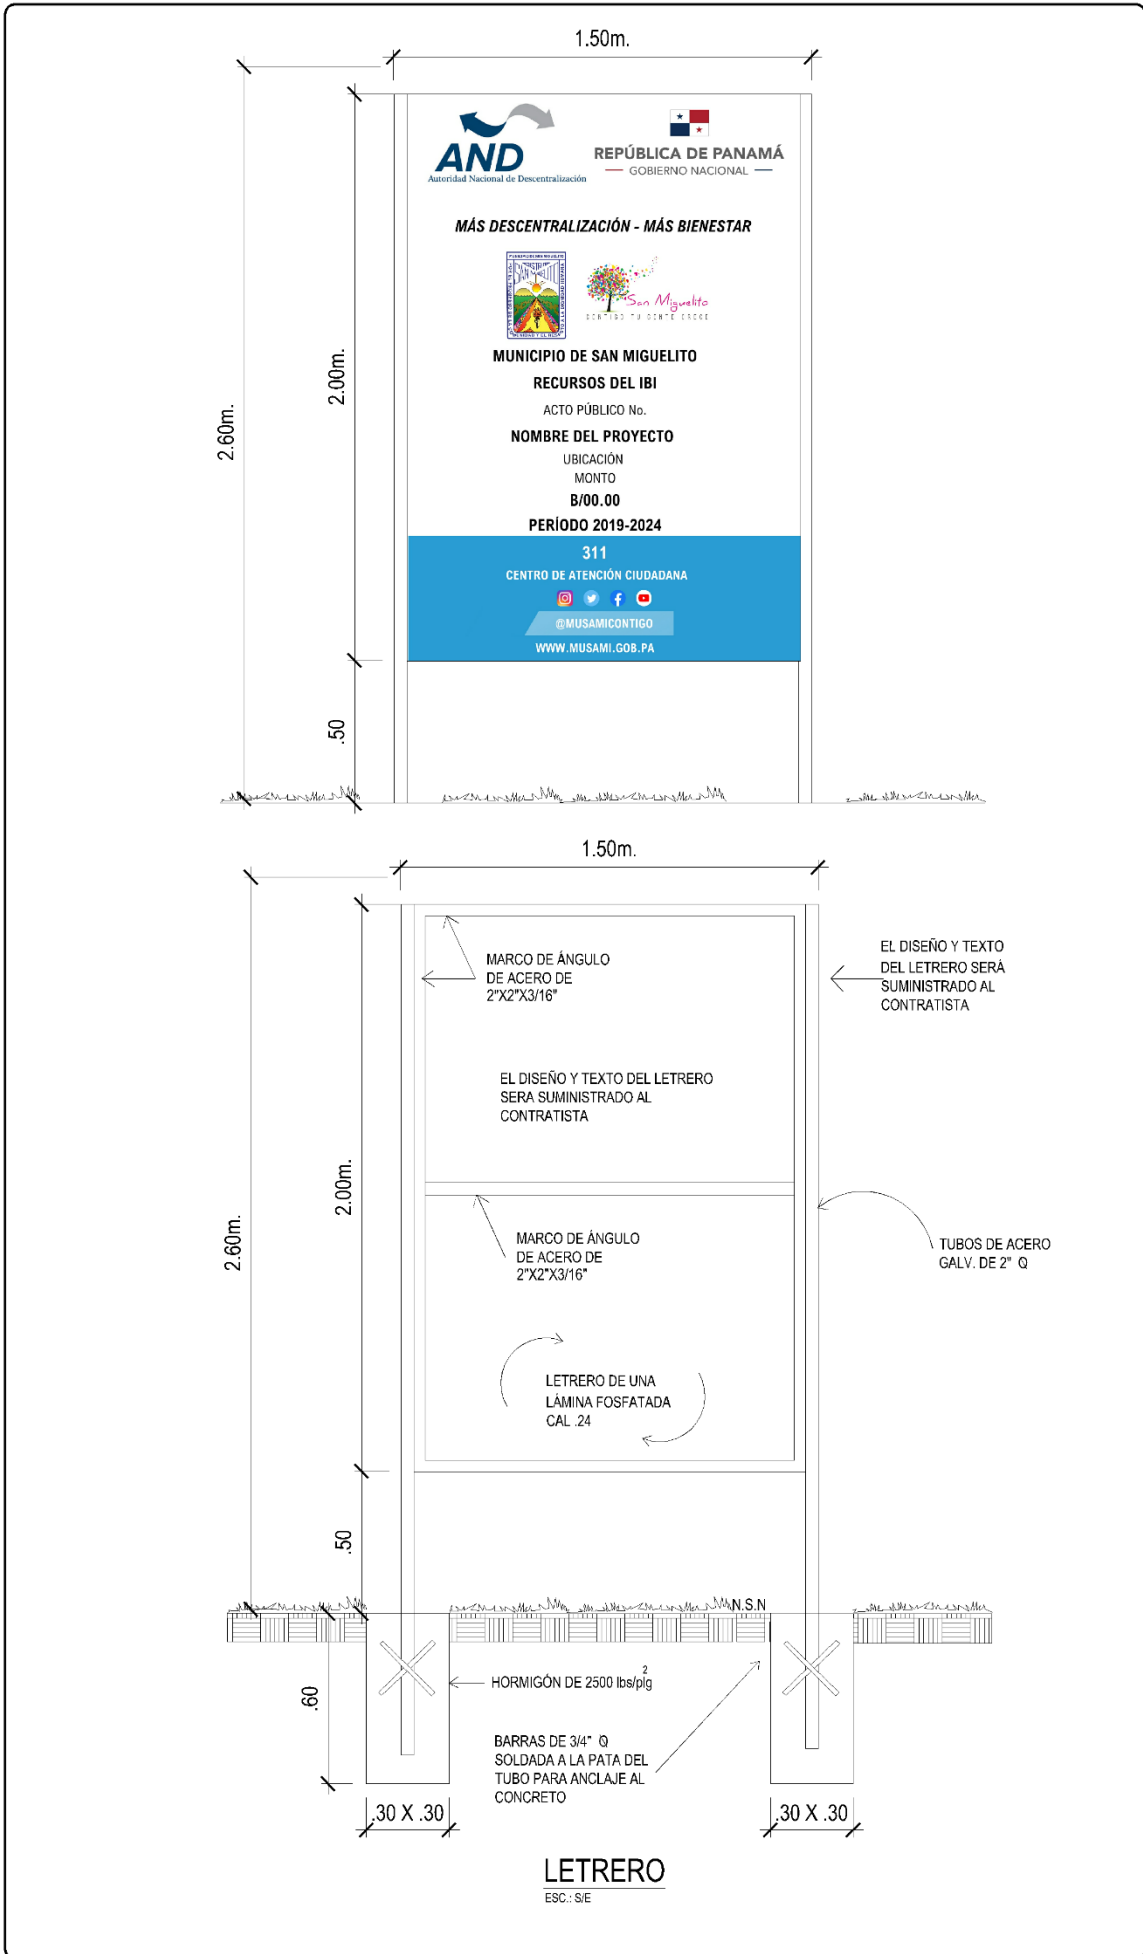 1.50m.
AND
Autoridad Nacional de Descentralización
REPÚBLICA DE PANAMÁ
GOBIERNO NACIONAL
MÁS DESCENTRALIZACIÓN - MÁS BIENESTAR
San Miguelito
CONTIGO TU GENTE CRECE
MUNICIPIO DE SAN MIGUELITO
RECURSOS DEL IBI
ACTO PÚBLICO No.
NOMBRE DEL PROYECTO
UBICACIÓN
MONTO
B/00.00
PERÍODO 2019-2024
311
CENTRO DE ATENCIÓN CIUDADANA
@MUSAMICONTIGO
WWW.MUSAMI.GOB.PA
2.00m.
2.60m.
.50
1.50m.
MARCO DE ÁNGULO
DE ACERO DE
2"X2"X3/16"
EL DISEÑO Y TEXTO
DEL LETRERO SERÁ
SUMINISTRADO AL
CONTRATISTA
EL DISEÑO Y TEXTO DEL LETRERO
SERA SUMINISTRADO AL
CONTRATISTA
2.00m.
2.60m.
MARCO DE ÁNGULO
DE ACERO DE
2"X2"X3/16"
TUBOS DE ACERO
GALV. DE 2" Q
LETRERO DE UNA
LÁMINA FOSFATADA
CAL .24
.50
N.S.N
HORMIGÓN DE 2500 lbs/plg2
.60
BARRAS DE 3/4" Q
SOLDADA A LA PATA DEL
TUBO PARA ANCLAJE AL
CONCRETO
.30 X .30
.30 X .30
LETRERO
ESC.: S/E